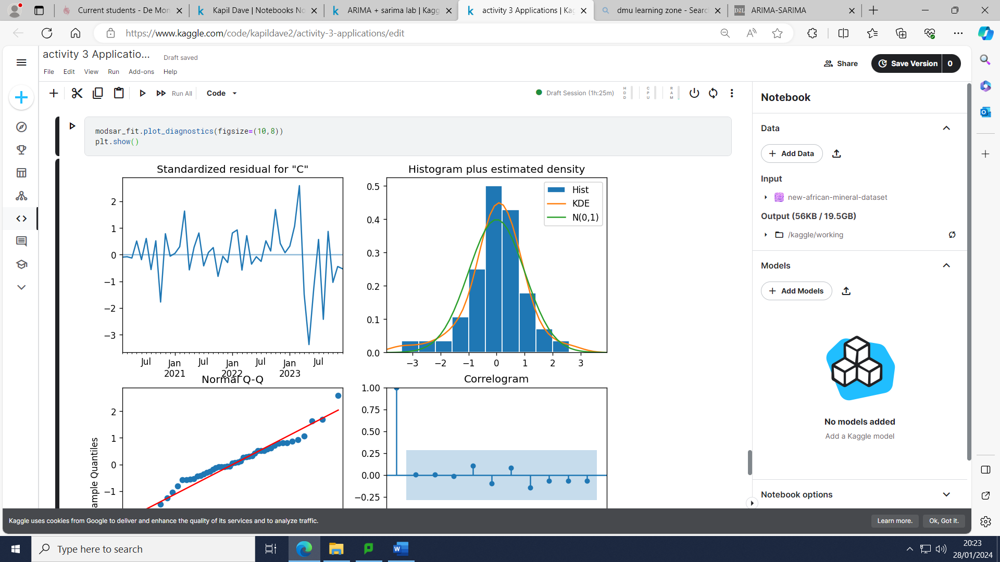 Current students - De Mon
Kapil Dave | Notebooks No
ARIMA + sarima lab | Kagg
activity 3 Applications | Kag
dmu learning zone - Searc
D2L ARIMA-SARIMA
https://www.kaggle.com/code/kapildave2/activity-3-applications/edit
activity 3 Applicatio...
Draft saved
File Edit View Run Add-ons Help
Share
Save Version 0
Run All
Code
Draft Session (1h:25m)
HDD
CPU
RAM
Notebook
modsar_fit.plot_diagnostics(figsize=(10,8))
plt.show()
Data
Add Data
Input
new-african-mineral-dataset
Output (56KB / 19.5GB)
/kaggle/working
Models
Add Models
No models added
Add a Kaggle model
Notebook options
Standardized residual for "C"
2
1
0
−1
−2
−3
Jul Jan Jul Jan Jul Jan Jul
2021 2022 2023
Histogram plus estimated density
Hist
KDE
N(0,1)
0.5
0.4
0.3
0.2
0.1
0.0
−3 −2 −1 0 1 2 3
Normal Q-Q
2
1
0
−1
ample Quantiles
Correlogram
1.00
0.75
0.50
0.25
0.00
−0.25
Kaggle uses cookies from Google to deliver and enhance the quality of its services and to analyze traffic.
Learn more.
Ok, Got it.
Type here to search
20:23
28/01/2024